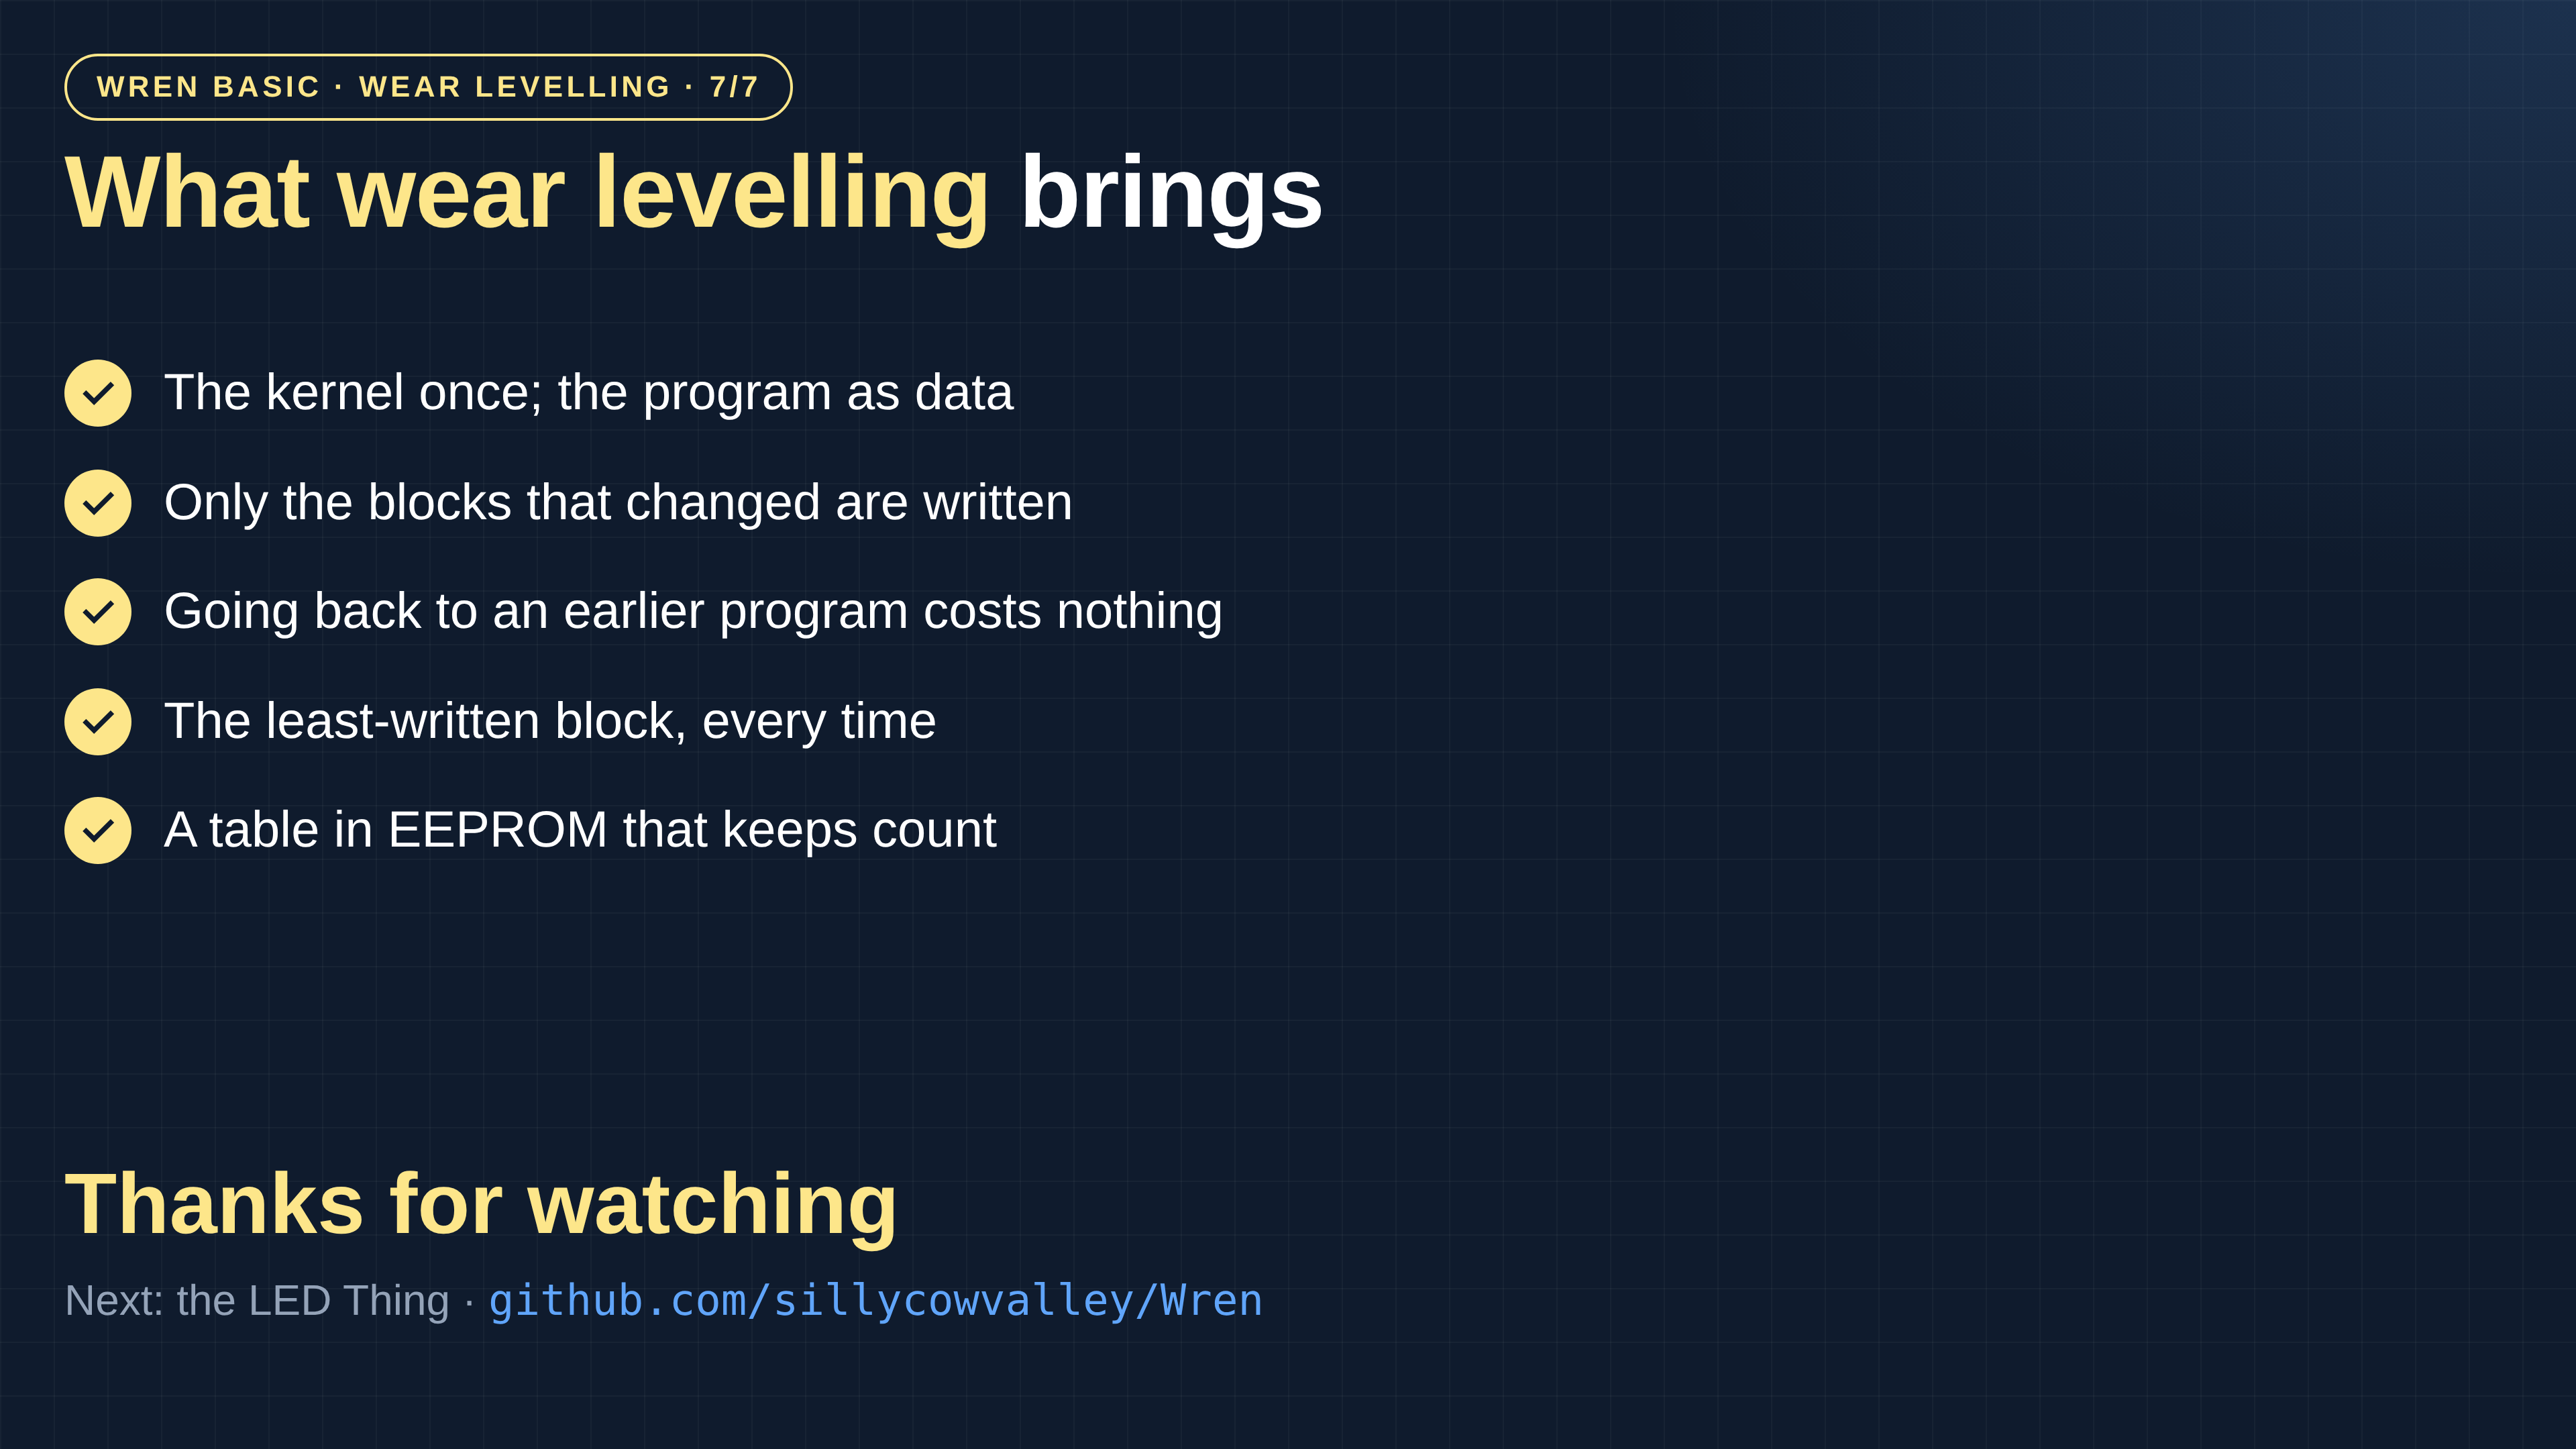 WREN BASIC · WEAR LEVELLING · 7/7
What wear levelling brings
The kernel once; the program as data
Only the blocks that changed are written
Going back to an earlier program costs nothing
The least-written block, every time
A table in EEPROM that keeps count
Thanks for watching
Next: the LED Thing · github.com/sillycowvalley/Wren